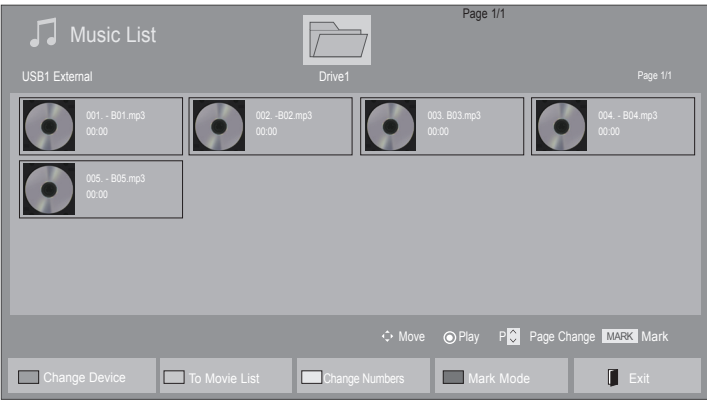 Page 1/1
Music List
USB1 External
Drive1
Page 1/1
001. - B01.mp3
00:00
002. -B02.mp3
00:00
003. B03.mp3
00:00
004. - B04.mp3
00:00
005. - B05.mp3
00:00
Move
Play
P
Page Change
MARK
Mark
Change Device
To Movie List
Change Numbers
Mark Mode
Exit